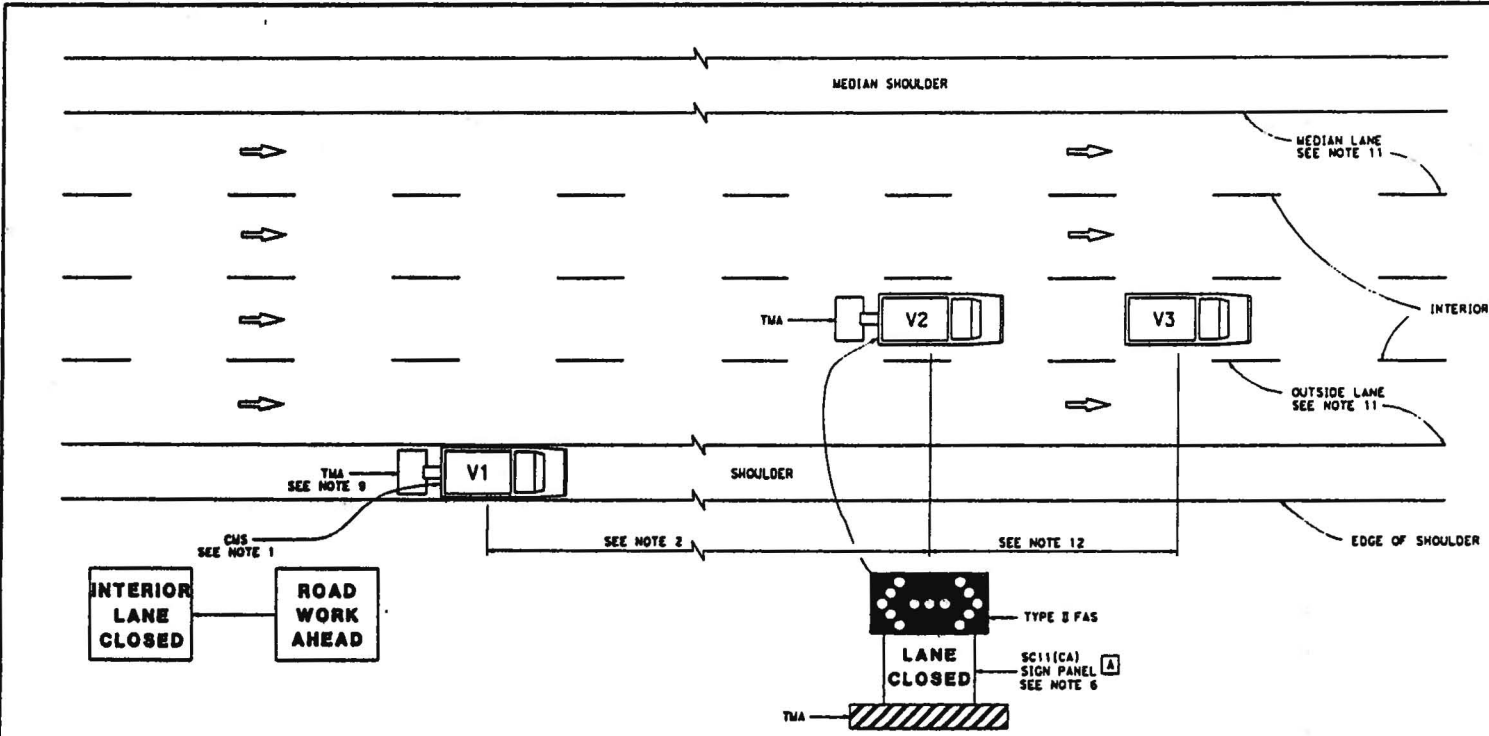 MEDIAN SHOULDER
MEDIAN LANE
SEE NOTE 11
TMA
V2
V3
INTERIOR
OUTSIDE LANE
SEE NOTE 11
TMA
SEE NOTE 9
V1
SHOULDER
CMS
SEE NOTE 1
SEE NOTE 2
SEE NOTE 12
EDGE OF SHOULDER
INTERIOR
LANE
CLOSED
ROAD
WORK
AHEAD
TYPE II FAS
LANE
CLOSED
SC11(CA)
SIGN PANEL A
SEE NOTE 6
TMA